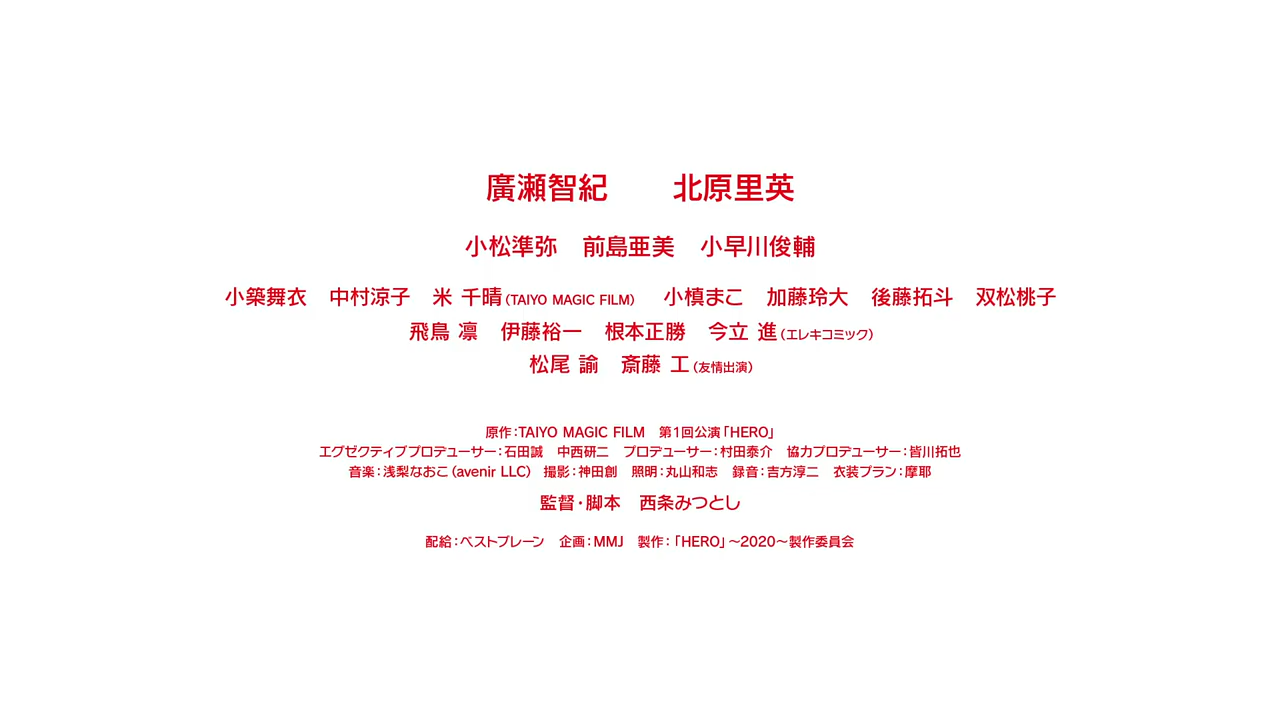 廣瀬智紀　北原里英
小松準弥　前島亜美　小早川俊輔
小築舞衣　中村涼子　米 千晴（TAIYO MAGIC FILM）　小槙まこ　加藤玲大　後藤拓斗　双松桃子
飛鳥 凛　伊藤裕一　根本正勝　今立 進（エレキコミック）
松尾 諭　斎藤 工（友情出演）
原作：TAIYO MAGIC FILM　第1回公演「HERO」
エグゼクティブプロデューサー：石田誠　中西研二　プロデューサー：村田泰介　協力プロデューサー：皆川拓也
音楽：浅梨なおこ（avenir LLC）　撮影：神田創　照明：丸山和志　録音：吉方淳二　衣装プラン：摩耶
監督・脚本　西条みつとし
配給：ベストブレーン　企画：MMJ　製作：「HERO」～2020～製作委員会